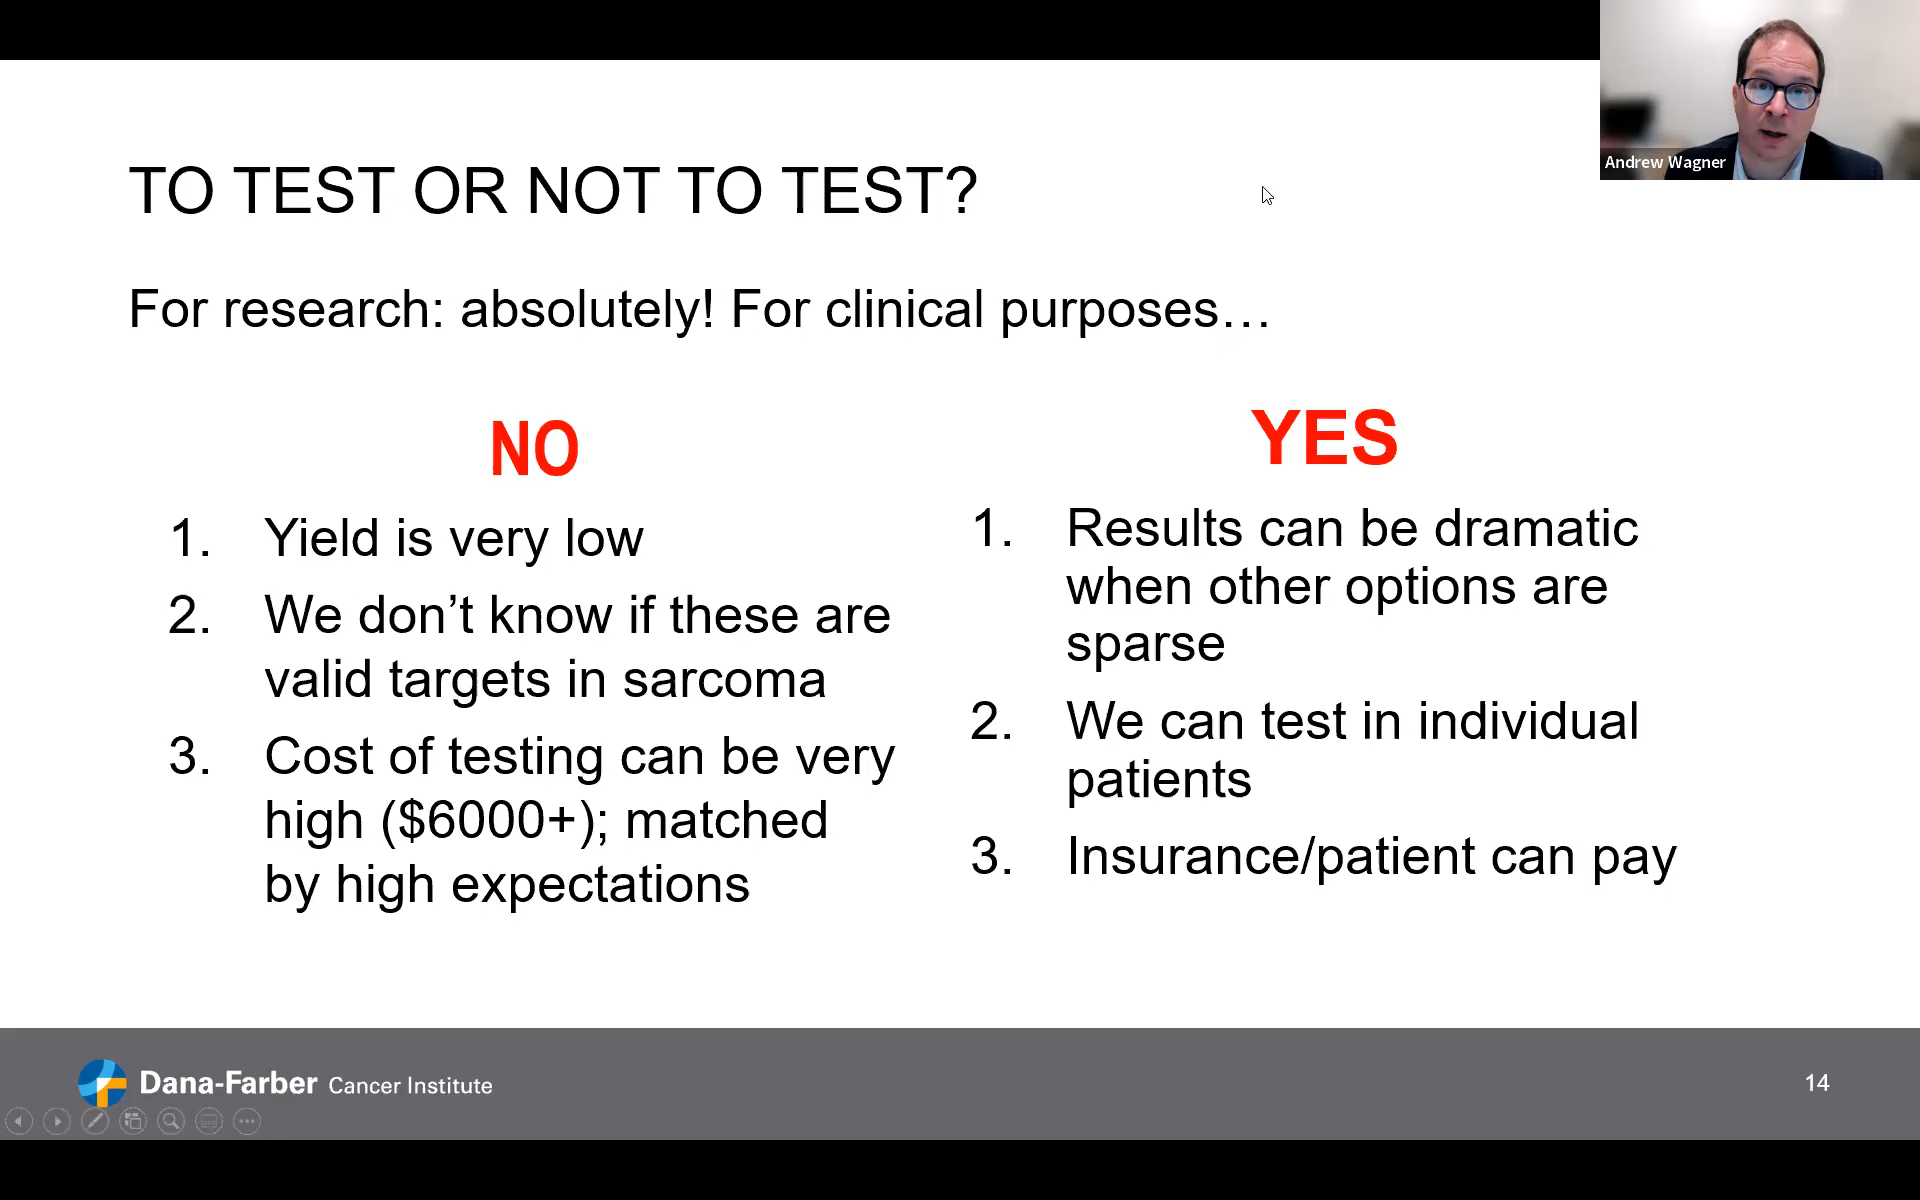 Andrew Wagner
TO TEST OR NOT TO TEST?
For research: absolutely! For clinical purposes…
NO
1. Yield is very low
2. We don’t know if these are
valid targets in sarcoma
3. Cost of testing can be very
high ($6000+); matched
by high expectations
YES
1. Results can be dramatic
when other options are
sparse
2. We can test in individual
patients
3. Insurance/patient can pay
Dana-Farber Cancer Institute
14